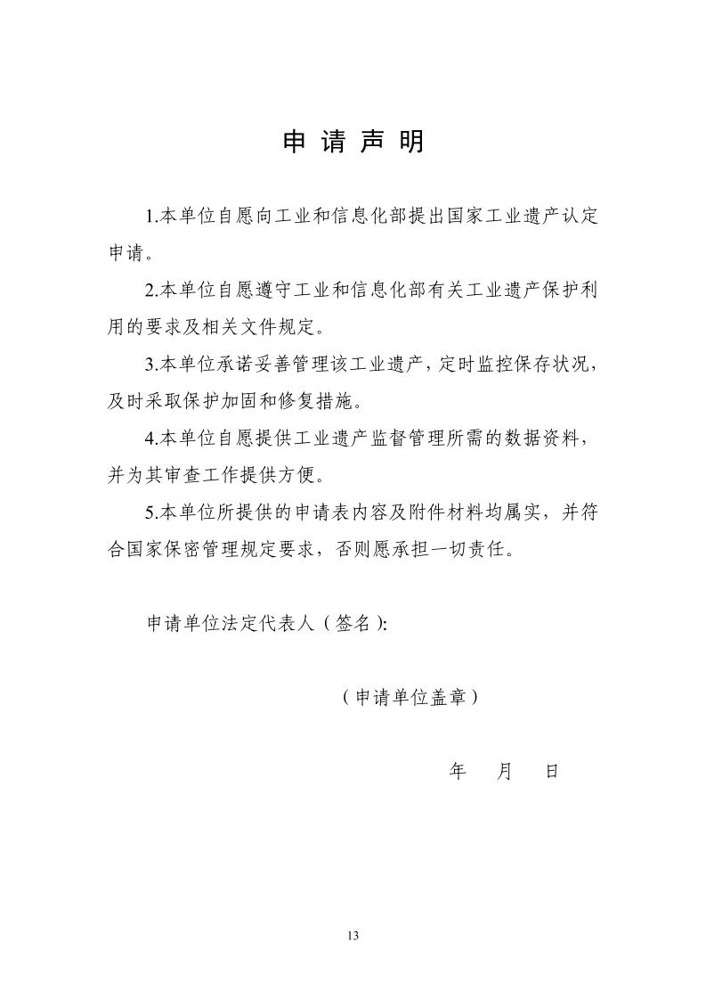 申 请 声 明
1.本单位自愿向工业和信息化部提出国家工业遗产认定
申请。
2.本单位自愿遵守工业和信息化部有关工业遗产保护利
用的要求及相关文件规定。
3.本单位承诺妥善管理该工业遗产，定时监控保存状况，
及时采取保护加固和修复措施。
4.本单位自愿提供工业遗产监督管理所需的数据资料，
并为其审查工作提供方便。
5.本单位所提供的申请表内容及附件材料均属实，并符
合国家保密管理规定要求，否则愿承担一切责任。
申请单位法定代表人（签名）：
（申请单位盖章）
年 月 日
13